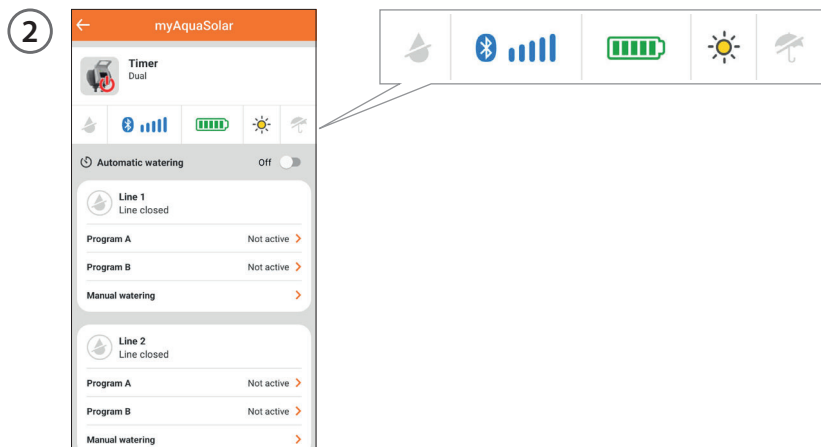 2
myAquaSolar
Timer
Dual
Automatic watering Off
Line 1
Line closed
Program A Not active
Program B Not active
Manual watering
Line 2
Line closed
Program A Not active
Program B Not active
Manual watering